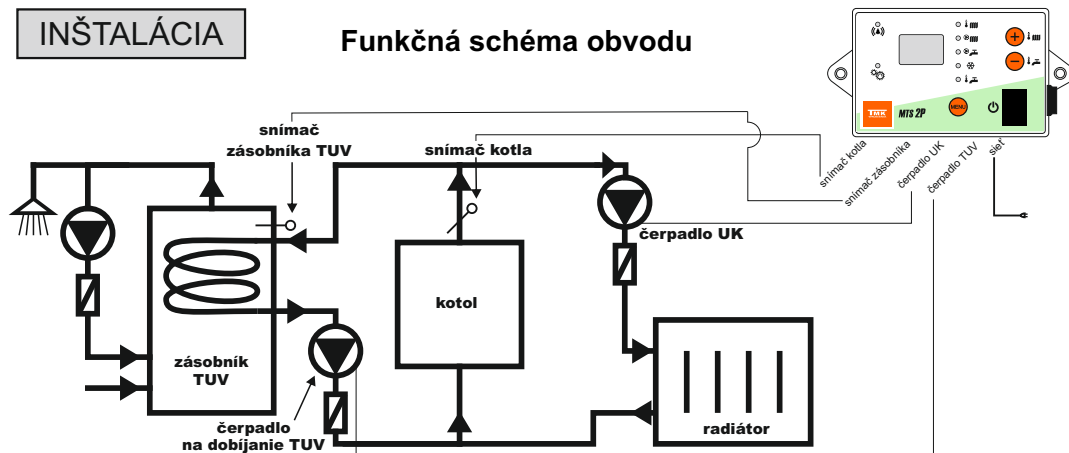 INŠTALÁCIA
Funkčná schéma obvodu
TMK
MTS 2P
MENU
snímač kotla
snímač zásobníka
čerpadlo UK
čerpadlo TUV
sieť
snímač
zásobníka TUV
snímač kotla
čerpadlo UK
kotol
zásobník
TUV
čerpadlo
na dobíjanie TUV
radiátor